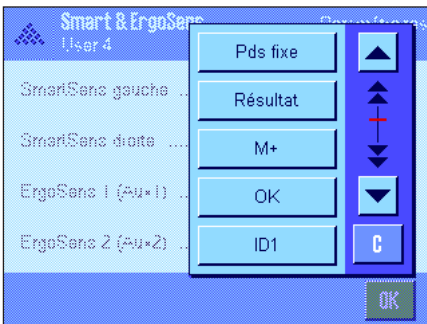 Smart & ErgoSens
User 4
SmartSens gauche ..
SmartSens droite ....
ErgoSens 1 (Aux1) ..
ErgoSens 2 (Aux2) ..
Pds fixe
Résultat
M+
OK
ID1
C
OK